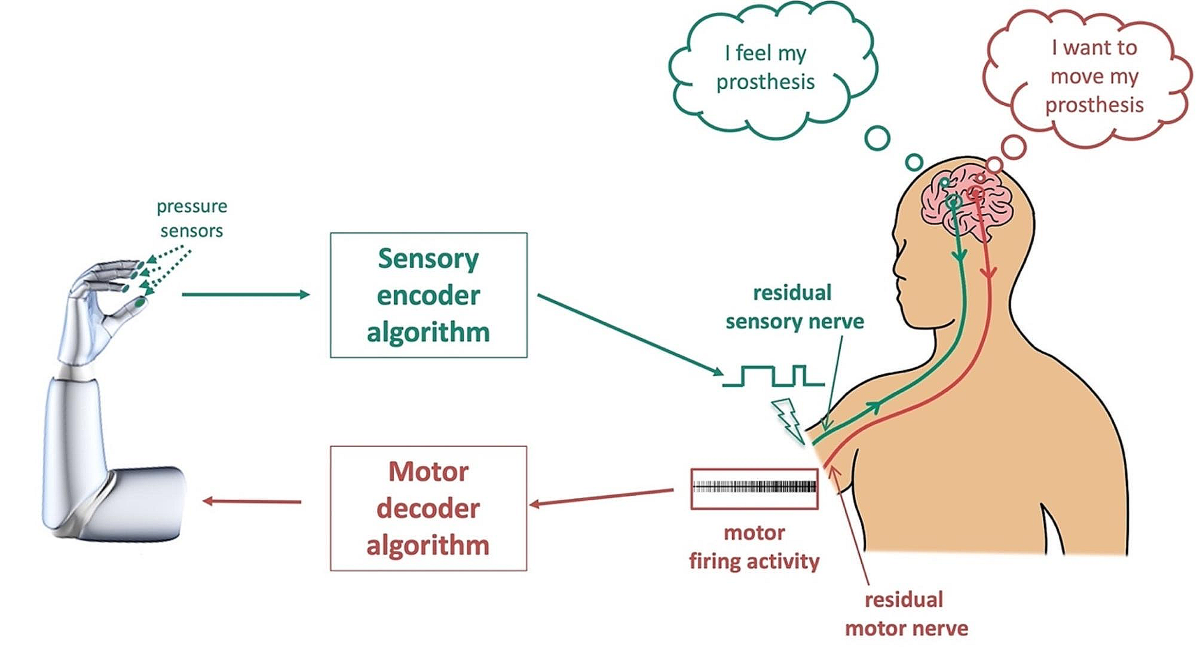 I feel my
prosthesis
I want to
move my
prosthesis
pressure
sensors
Sensory
encoder
algorithm
residual
sensory nerve
Motor
decoder
algorithm
motor
firing activity
residual
motor nerve